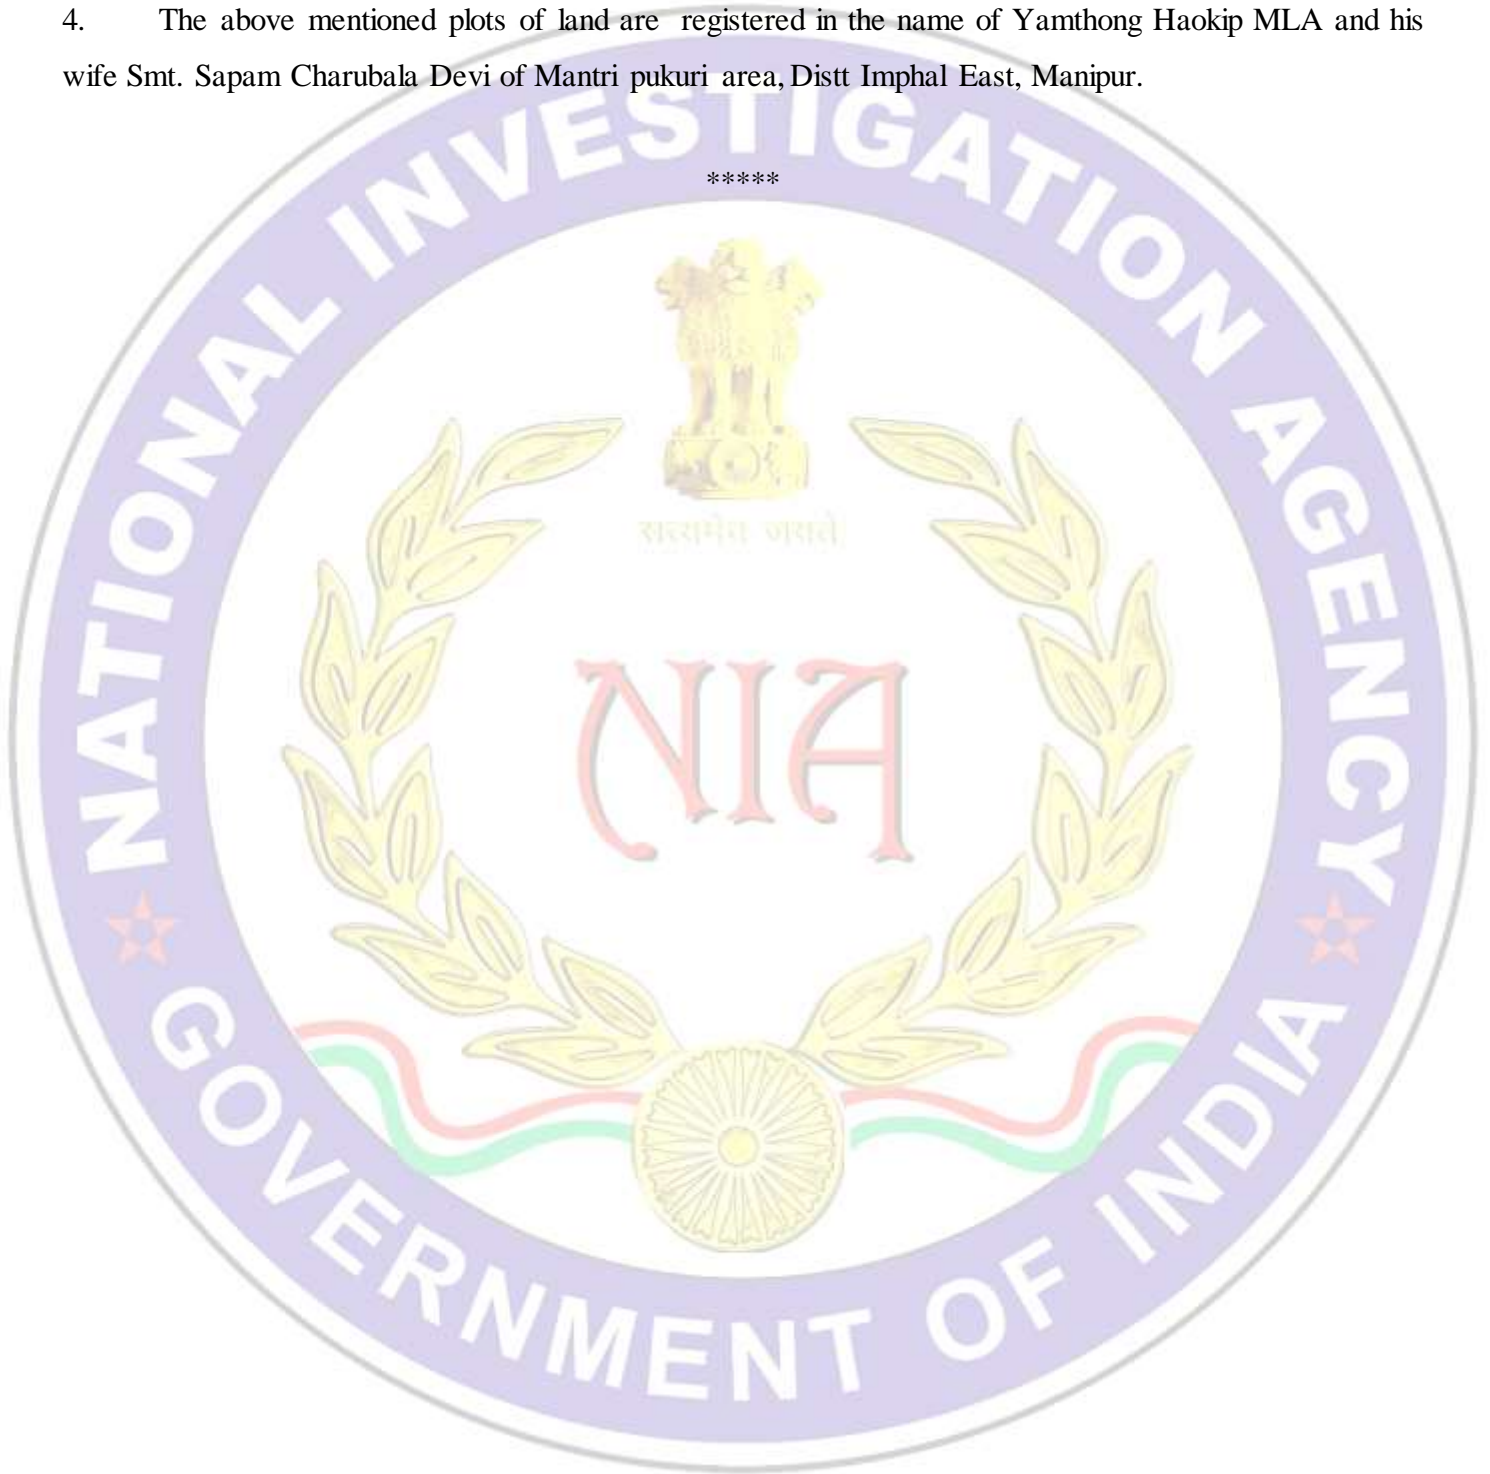 4. The above mentioned plots of land are registered in the name of Yamthong Haokip MLA and his
wife Smt. Sapam Charubala Devi of Mantri pukuri area, Distt Imphal East, Manipur.
*****
NATIONAL INVESTIGATION AGENCY
सत्यमेव जयते
NIA
GOVERNMENT OF INDIA